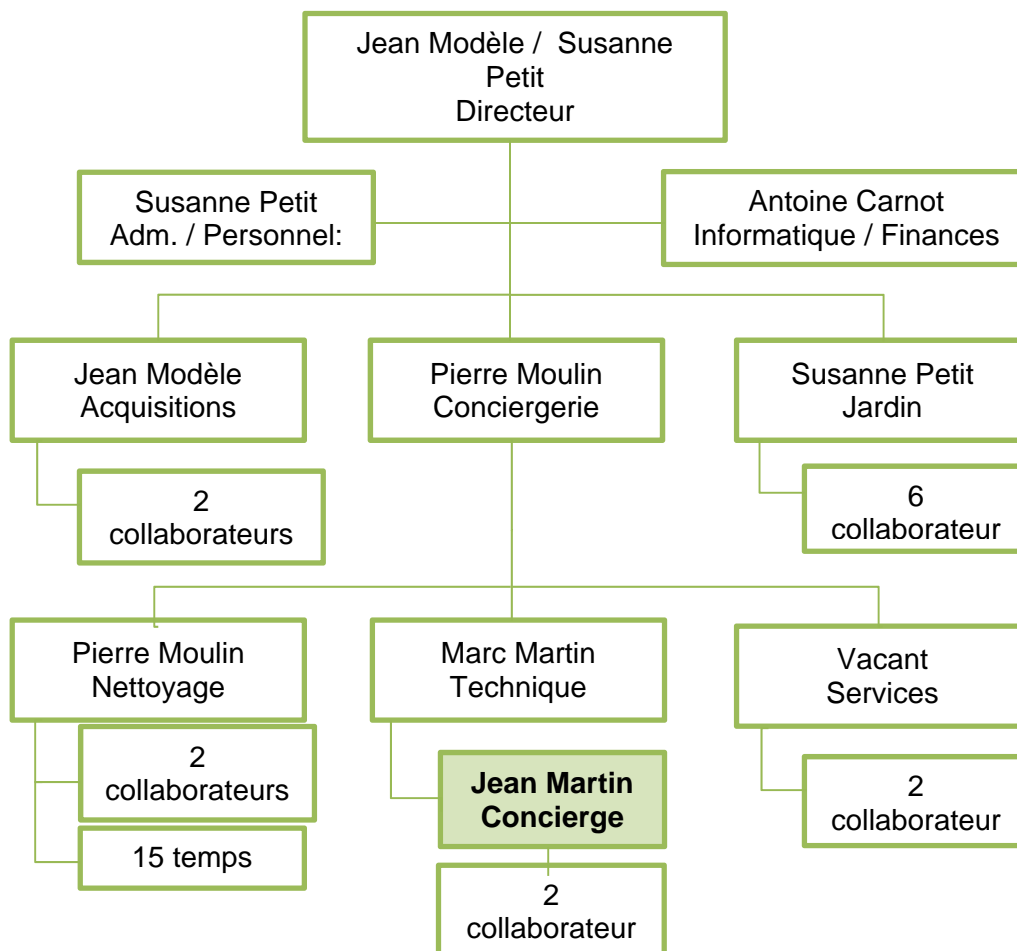 Jean Modèle / Susanne
Petit
Directeur
Susanne Petit
Adm. / Personnel:
Antoine Carnot
Informatique / Finances
Jean Modèle
Acquisitions
Pierre Moulin
Conciergerie
Susanne Petit
Jardin
2
collaborateurs
6
collaborateur
Pierre Moulin
Nettoyage
Marc Martin
Technique
Vacant
Services
2
collaborateurs
15 temps
Jean Martin
Concierge
2
collaborateur
2
collaborateur